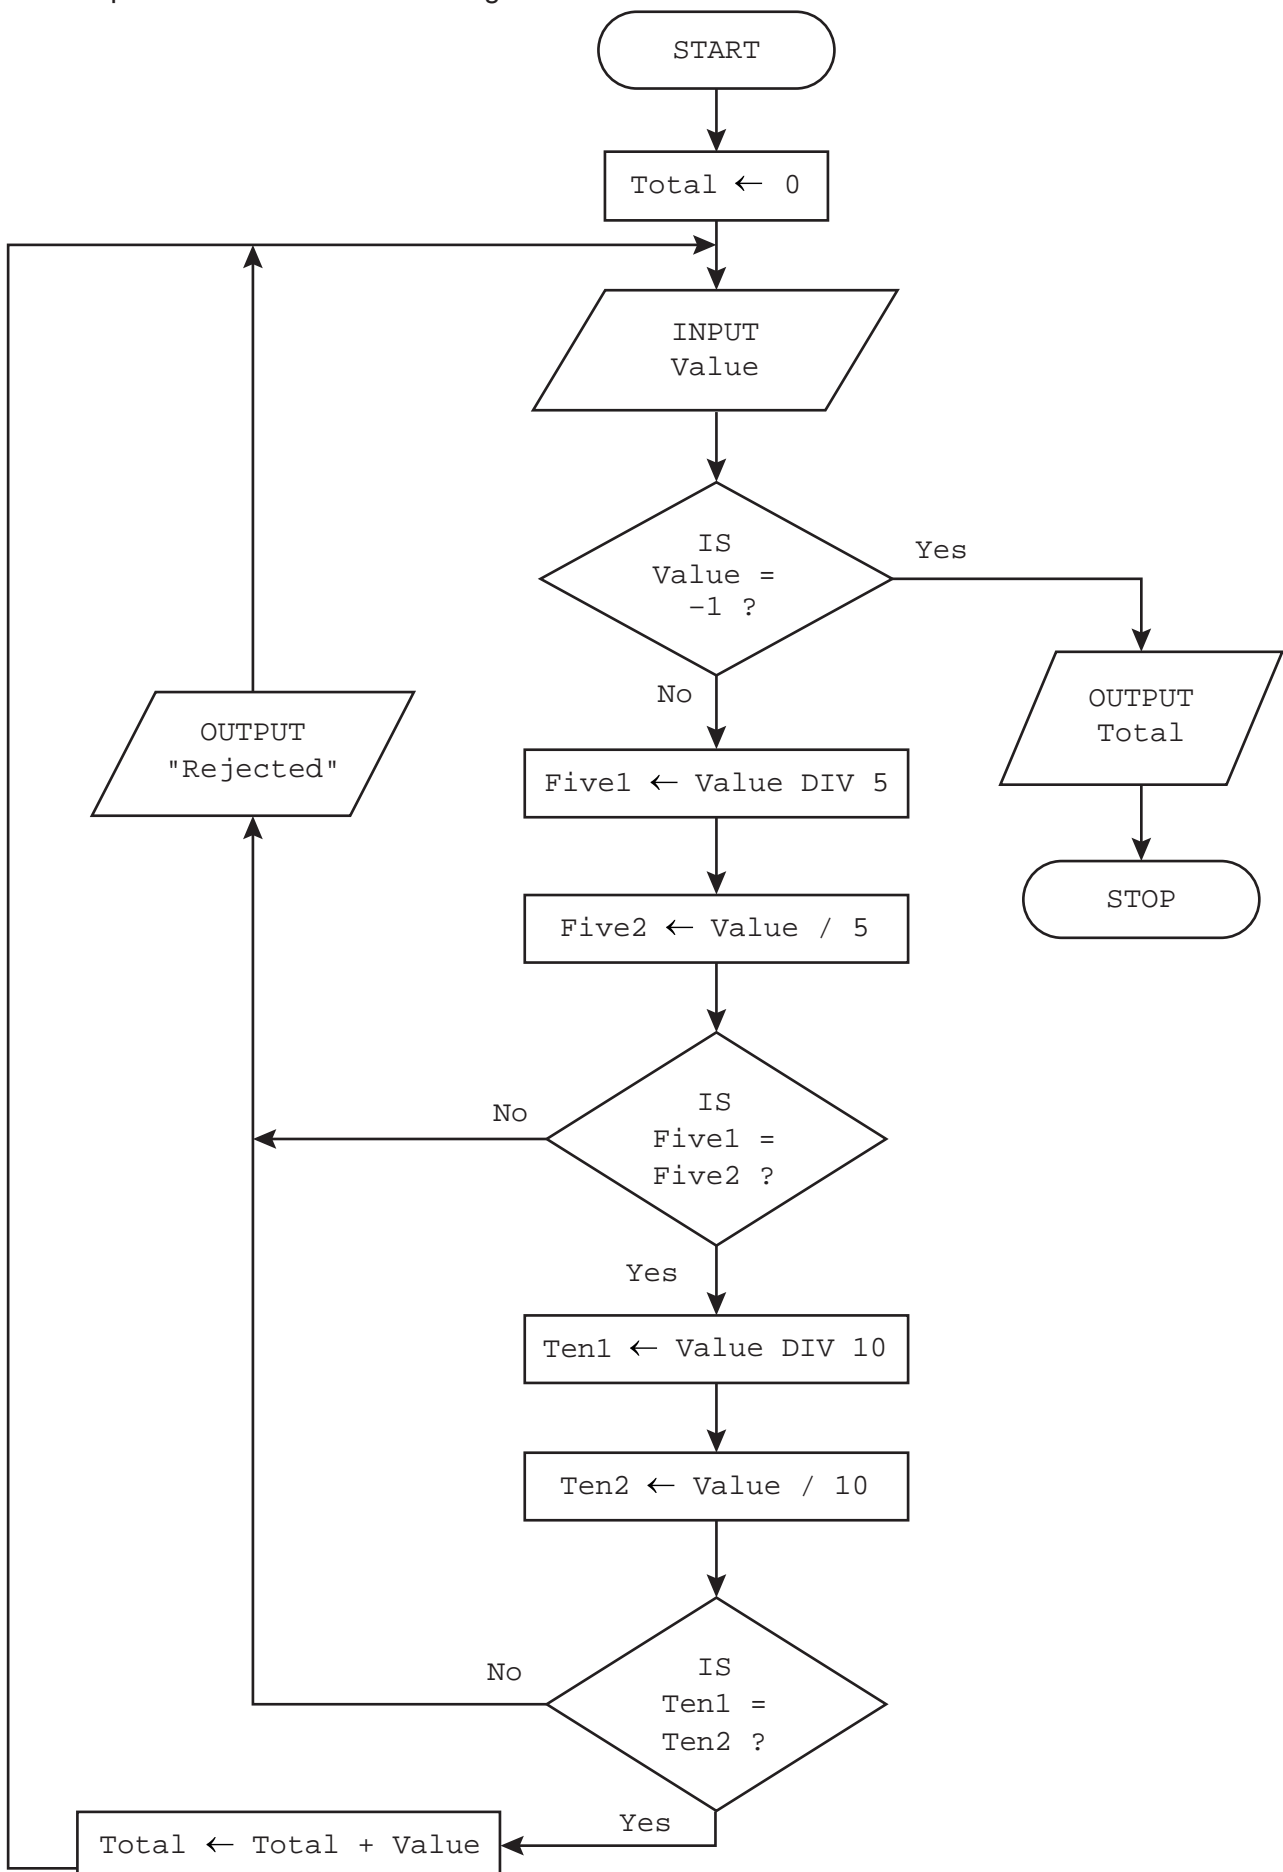 START
Total ← 0
INPUT
Value
IS
Value =
–1 ?
Yes
No
OUTPUT
Total
OUTPUT
"Rejected"
Five1 ← Value DIV 5
STOP
Five2 ← Value / 5
No
IS
Five1 =
Five2 ?
Yes
Ten1 ← Value DIV 10
Ten2 ← Value / 10
No
IS
Ten1 =
Ten2 ?
Yes
Total ← Total + Value